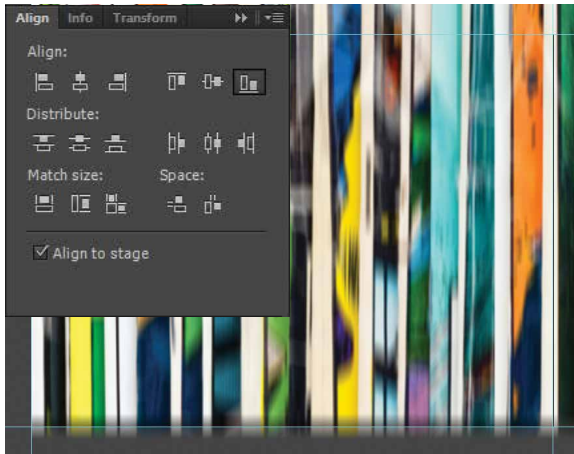 Align Info Transform
Align:
Distribute:
Match size: Space:
Align to stage